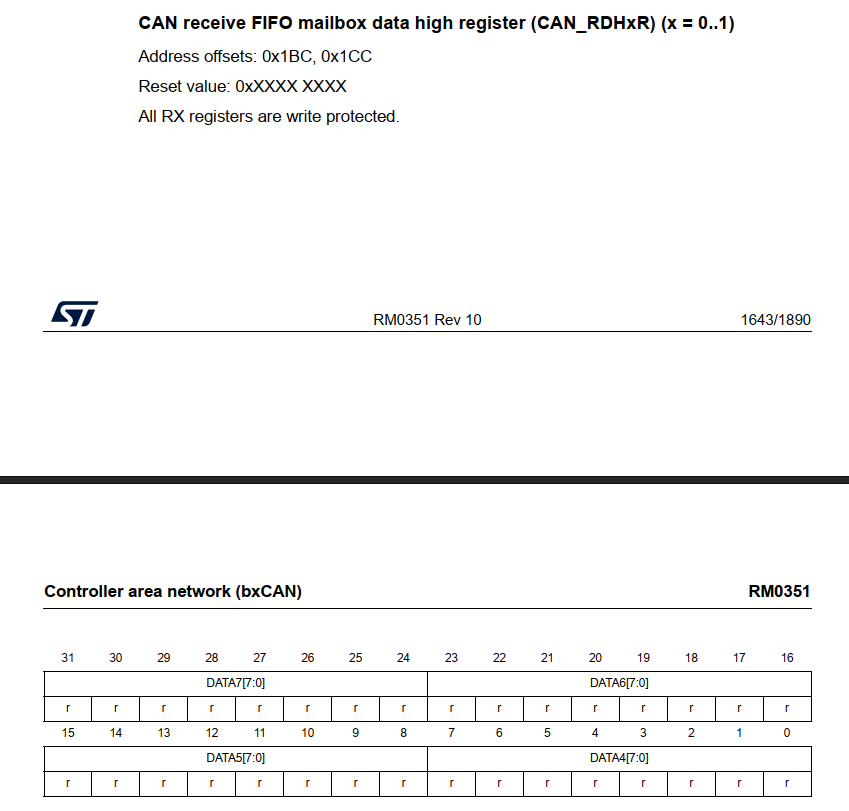 CAN receive FIFO mailbox data high register (CAN_RDHxR) (x = 0..1)
Address offsets: 0x1BC, 0x1CC
Reset value: 0xXXXX XXXX
All RX registers are write protected.
ST RM0351 Rev 10 1643/1890
Controller area network (bxCAN) RM0351
31 30 29 28 27 26 25 24 23 22 21 20 19 18 17 16
DATA7[7:0] DATA6[7:0]
r r r r r r r r r r r r r r r r
15 14 13 12 11 10 9 8 7 6 5 4 3 2 1 0
DATA5[7:0] DATA4[7:0]
r r r r r r r r r r r r r r r r